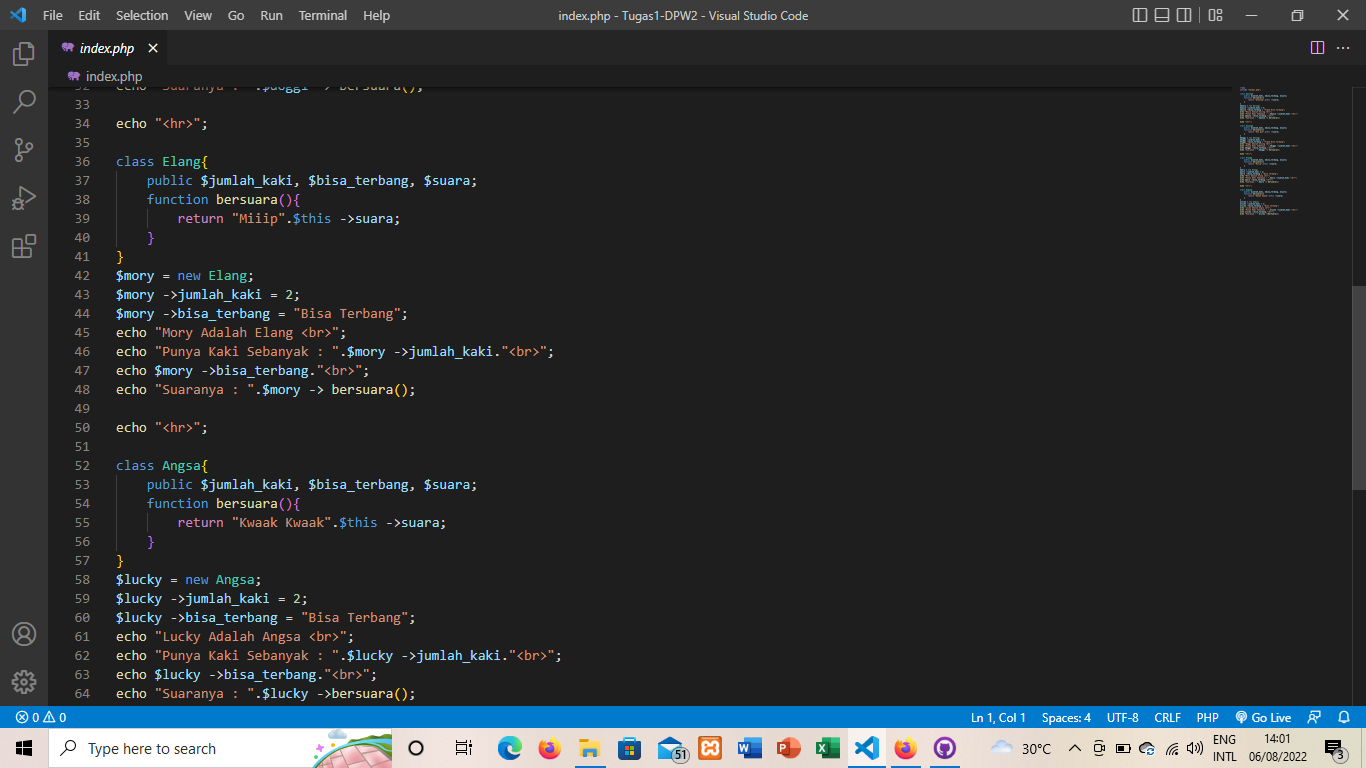 File Edit Selection View Go Run Terminal Help index.php - Tugas1-DPW2 - Visual Studio Code
index.php
index.php
32 echo "Suaranya : ".$doggi -> bersuara();
33
34 echo "<hr>";
35
36 class Elang{
37 public $jumlah_kaki, $bisa_terbang, $suara;
38 function bersuara(){
39 return "Miiip".$this ->suara;
40 }
41 }
42 $mory = new Elang;
43 $mory ->jumlah_kaki = 2;
44 $mory ->bisa_terbang = "Bisa Terbang";
45 echo "Mory Adalah Elang <br>";
46 echo "Punya Kaki Sebanyak : ".$mory ->jumlah_kaki."<br>";
47 echo $mory ->bisa_terbang."<br>";
48 echo "Suaranya : ".$mory -> bersuara();
49
50 echo "<hr>";
51
52 class Angsa{
53 public $jumlah_kaki, $bisa_terbang, $suara;
54 function bersuara(){
55 return "Kwaak Kwaak".$this ->suara;
56 }
57 }
58 $lucky = new Angsa;
59 $lucky ->jumlah_kaki = 2;
60 $lucky ->bisa_terbang = "Bisa Terbang";
61 echo "Lucky Adalah Angsa <br>";
62 echo "Punya Kaki Sebanyak : ".$lucky ->jumlah_kaki."<br>";
63 echo $lucky ->bisa_terbang."<br>";
64 echo "Suaranya : ".$lucky ->bersuara();
0 0 Ln 1, Col 1 Spaces: 4 UTF-8 CRLF PHP Go Live
Type here to search 51 30°C ENG 14:01
INTL 06/08/2022 3